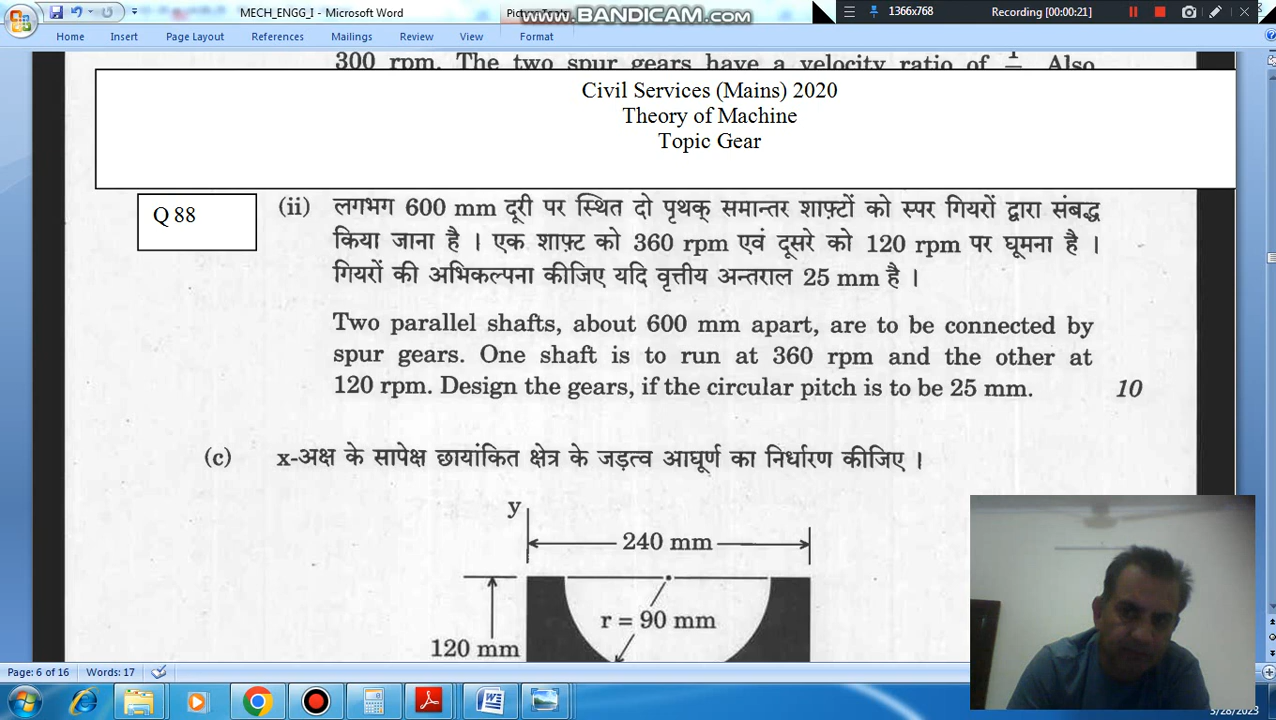 MECH_ENGG_I - Microsoft Word
www.BANDICAM.com
1366x768
Recording [00:00:21]
Home Insert Page Layout References Mailings Review View Format
300 rpm. The two spur gears have a velocity ratio of Also
Civil Services (Mains) 2020
Theory of Machine
Topic Gear
Q 88
(ii) लगभग 600 mm दूरी पर स्थित दो पृथक् समान्तर शाफ़्टों को स्पर गियरों द्वारा संबद्ध
किया जाना है । एक शाफ़्ट को 360 rpm एवं दूसरे को 120 rpm पर घूमना है ।
गियरों की अभिकल्पना कीजिए यदि वृत्तीय अन्तराल 25 mm है ।
Two parallel shafts, about 600 mm apart, are to be connected by
spur gears. One shaft is to run at 360 rpm and the other at
120 rpm. Design the gears, if the circular pitch is to be 25 mm. 10
(c) x-अक्ष के सापेक्ष छायांकित क्षेत्र के जड़त्व आघूर्ण का निर्धारण कीजिए ।
y
240 mm
r = 90 mm
120 mm
Page: 6 of 16 Words: 17
5/28/2023